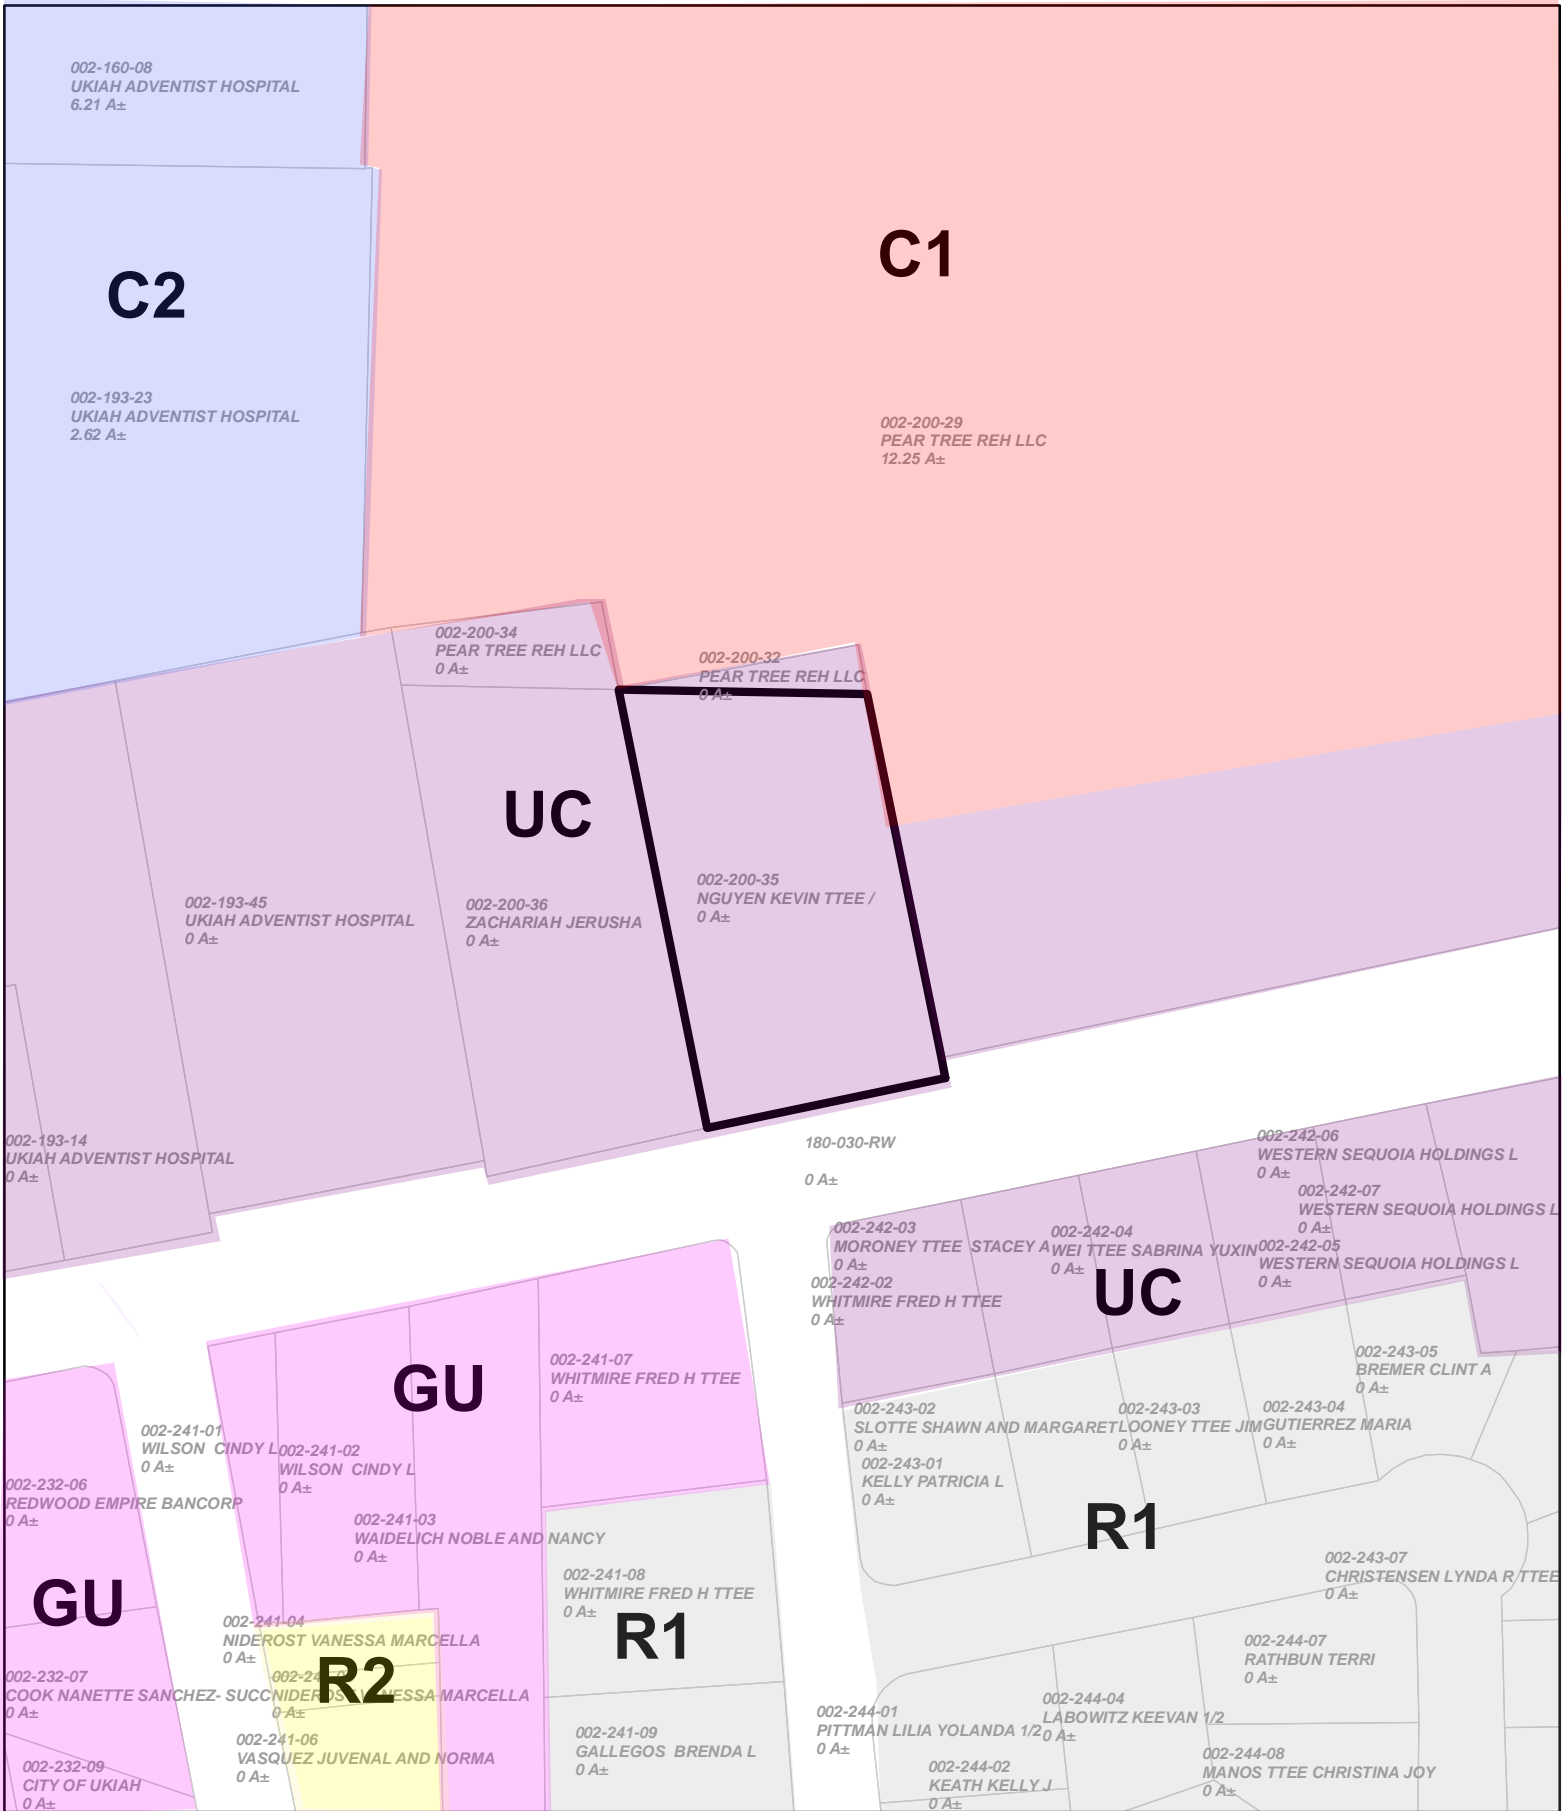 002-160-08
UKIAH ADVENTIST HOSPITAL
6.21 A±
C1
C2
002-193-23
UKIAH ADVENTIST HOSPITAL
2.62 A±
002-200-29
PEAR TREE REH LLC
12.25 A±
002-200-34
PEAR TREE REH LLC
0 A±
002-200-32
PEAR TREE REH LLC
0 A±
UC
002-193-45
UKIAH ADVENTIST HOSPITAL
0 A±
002-200-36
ZACHARIAH JERUSHA
0 A±
002-200-35
NGUYEN KEVIN TTEE /
0 A±
002-193-14
UKIAH ADVENTIST HOSPITAL
0 A±
180-030-RW
0 A±
002-242-06
WESTERN SEQUOIA HOLDINGS L
0 A±
002-242-07
WESTERN SEQUOIA HOLDINGS L
0 A±
002-242-03
MORONEY TTEE  STACEY A
0 A±
002-242-04
WEI TTEE SABRINA YUXIN
0 A±
002-242-05
WESTERN SEQUOIA HOLDINGS L
0 A±
002-242-02
WHITMIRE FRED H TTEE
0 A±
UC
GU
002-241-07
WHITMIRE FRED H TTEE
0 A±
002-243-05
BREMER CLINT A
0 A±
002-243-02
SLOTTE SHAWN AND MARGARET
0 A±
002-243-03
LOONEY TTEE JIM
0 A±
002-243-04
GUTIERREZ MARIA
0 A±
002-241-01
WILSON  CINDY L
0 A±
002-241-02
WILSON  CINDY L
0 A±
002-243-01
KELLY PATRICIA L
0 A±
002-232-06
REDWOOD EMPIRE BANCORP
0 A±
002-241-03
WAIDELICH NOBLE AND NANCY
0 A±
R1
002-243-07
CHRISTENSEN LYNDA R TTEE
0 A±
002-241-08
WHITMIRE FRED H TTEE
0 A±
GU
R1
002-241-04
NIDEROST VANESSA MARCELLA
0 A±
002-244-07
RATHBUN TERRI
0 A±
R2
002-232-07
COOK NANETTE SANCHEZ- SUCC
0 A±
MARCELLA
0 A±
002-244-04
LABOWITZ KEEVAN 1/2
0 A±
002-244-01
PITTMAN LILIA YOLANDA 1/2
0 A±
002-241-06
VASQUEZ JUVENAL AND NORMA
0 A±
002-241-09
GALLEGOS  BRENDA L
0 A±
002-244-08
MANOS TTEE CHRISTINA JOY
0 A±
002-232-09
CITY OF UKIAH
0 A±
002-244-02
KEATH KELLY J
0 A±